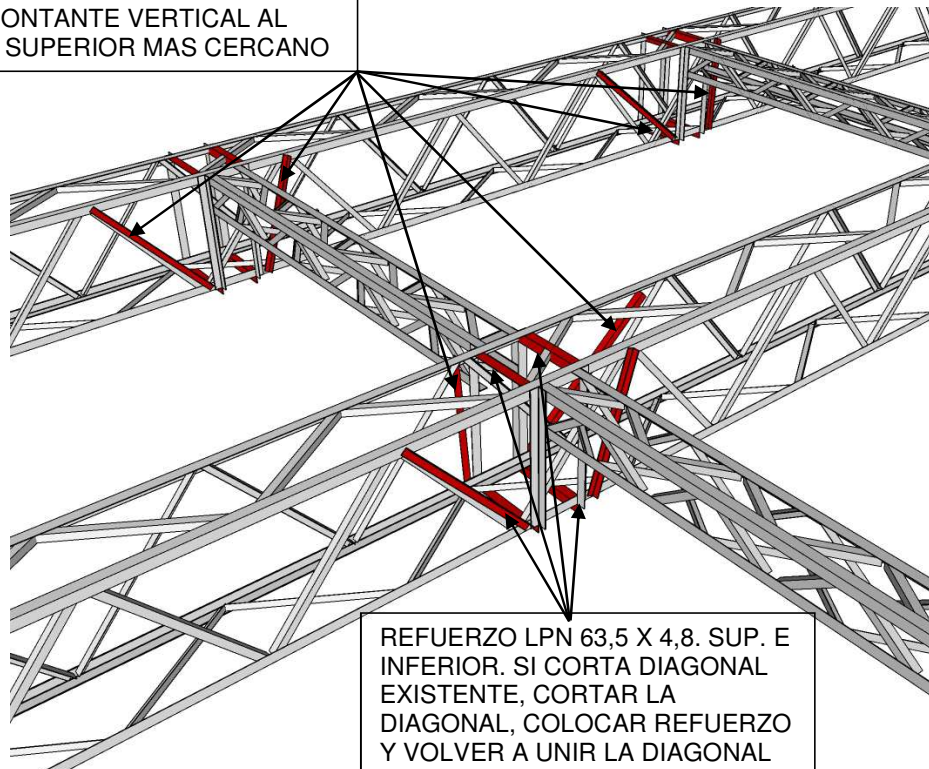 ONTANTE VERTICAL AL
SUPERIOR MAS CERCANO
REFUERZO LPN 63,5 X 4,8. SUP. E
INFERIOR. SI CORTA DIAGONAL
EXISTENTE, CORTAR LA
DIAGONAL, COLOCAR REFUERZO
Y VOLVER A UNIR LA DIAGONAL